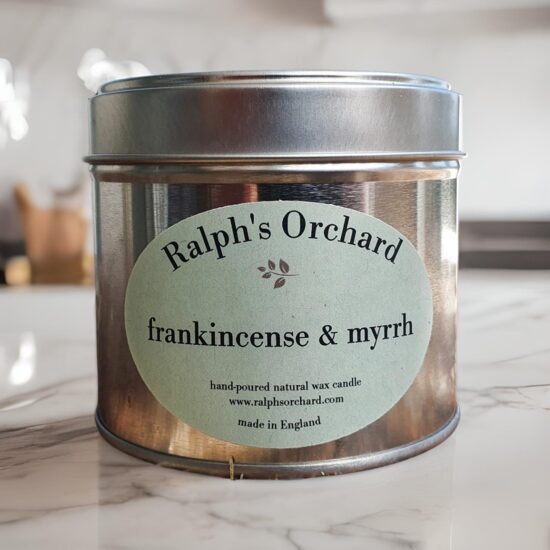 Ralph's Orchard
frankincense & myrrh
hand-poured natural wax candle
www.ralphsorchard.com
made in England